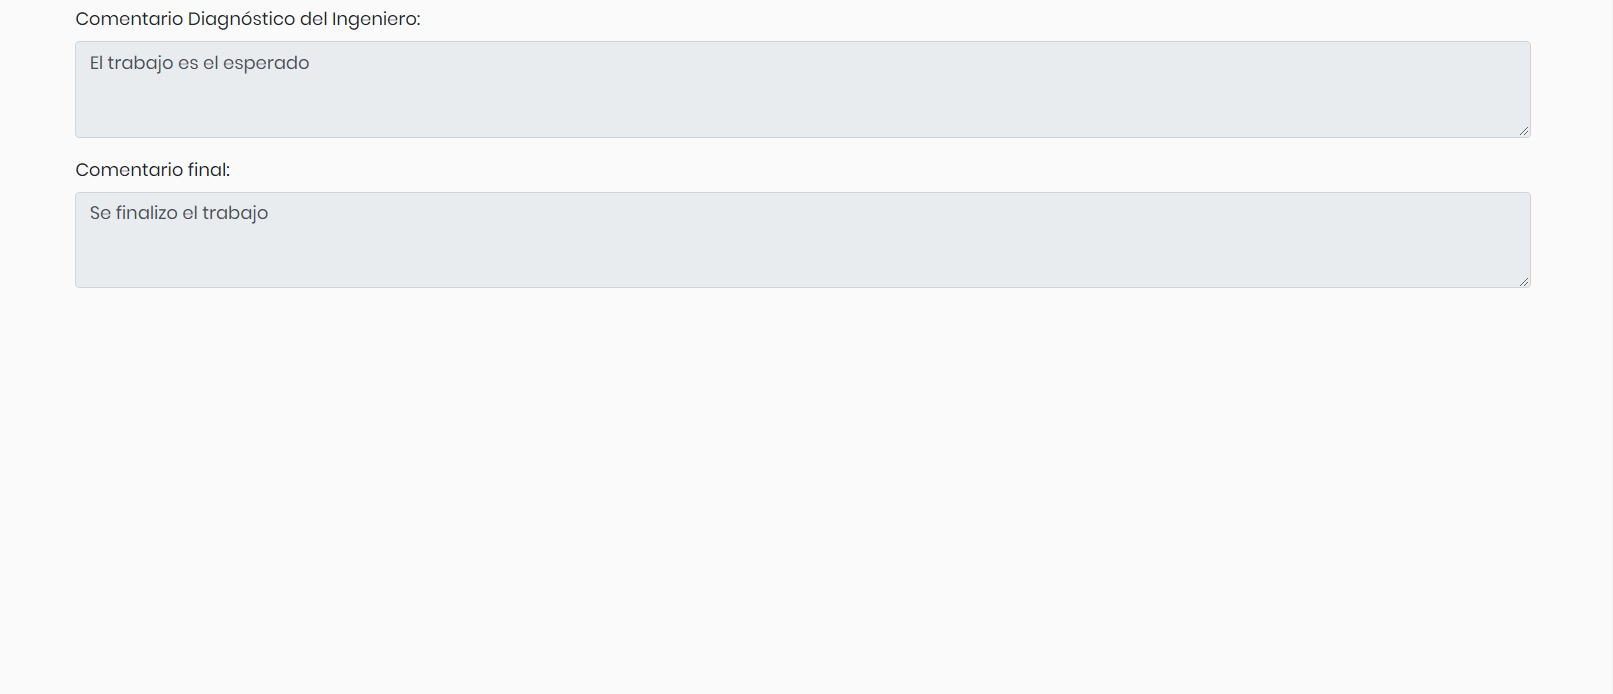 Comentario Diagnóstico del Ingeniero:
El trabajo es el esperado
Comentario final:
Se finalizo el trabajo